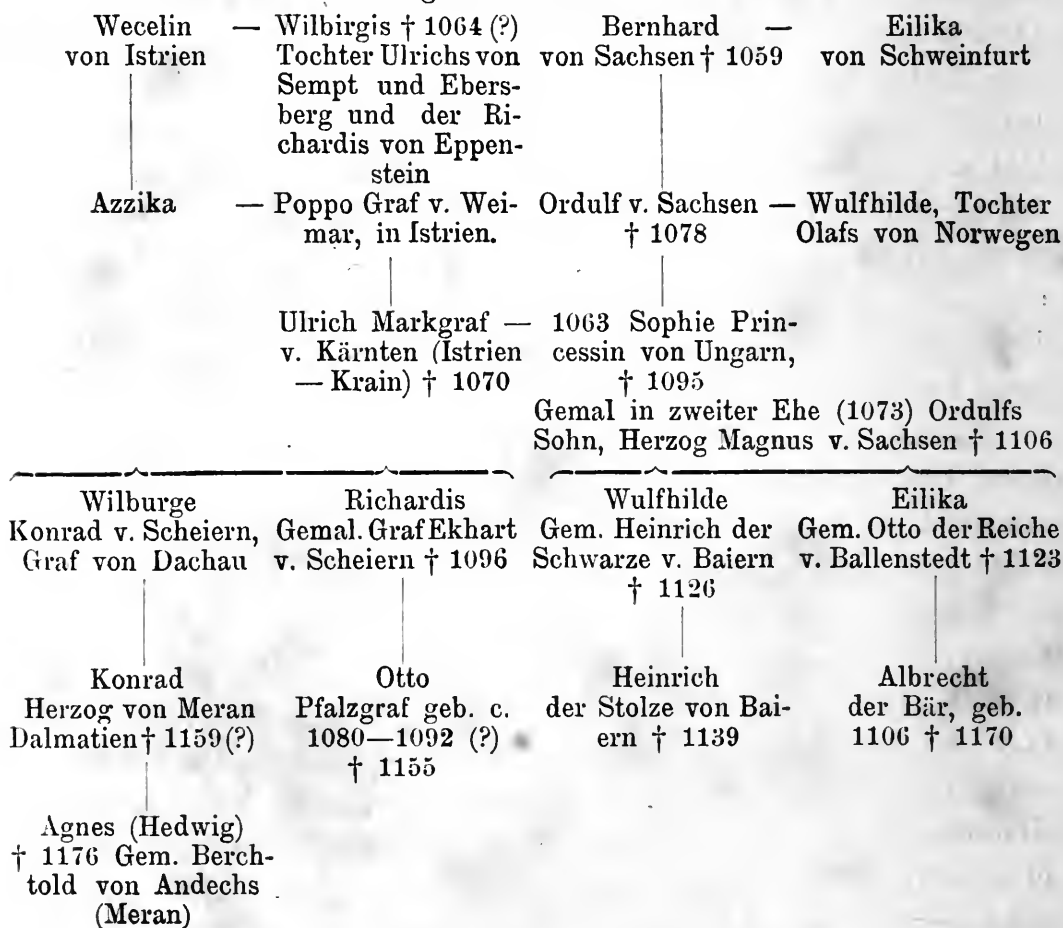 Wecelin — Wilbirgis † 1064 (?) Bernhard — Eilika
von Istrien Tochter Ulrichs von von Sachsen † 1059 von Schweinfurt
Sempt und Ebers-
berg und der Ri-
chardis von Eppen-
stein
Azzika — Poppo Graf v. Wei- Ordulf v. Sachsen — Wulfhilde, Tochter
mar, in Istrien. † 1078 Olafs von Norwegen
Ulrich Markgraf — 1063 Sophie Prin-
v. Kärnten (Istrien cessin von Ungarn,
— Krain) † 1070 † 1095
Gemal in zweiter Ehe (1073) Ordulfs
Sohn, Herzog Magnus v. Sachsen † 1106
Wilburge Richardis Wulfhilde Eilika
Konrad v. Scheiern, Gemal. Graf Ekhart Gem. Heinrich der Gem. Otto der Reiche
Graf von Dachau v. Scheiern † 1096 Schwarze v. Baiern v. Ballenstedt † 1123
† 1126
Konrad Otto Heinrich Albrecht
Herzog von Meran Pfalzgraf geb. c. der Stolze von Bai- der Bär, geb.
Dalmatien † 1159 (?) 1080—1092 (?) ern † 1139 1106 † 1170
† 1155
Agnes (Hedwig)
† 1176 Gem. Berch-
told von Andechs
(Meran)